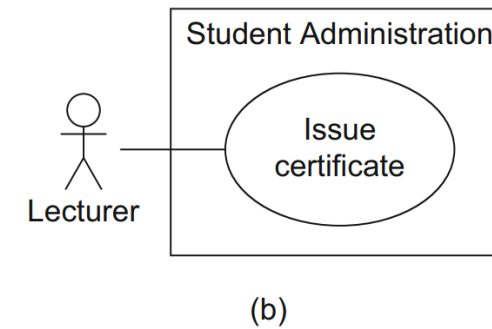 Student Administration
Issue
certificate
Lecturer
(b)